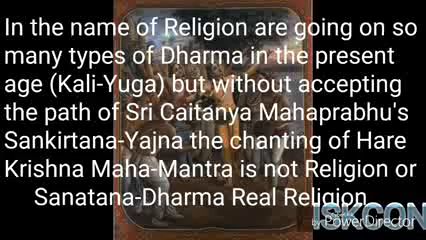 In the name of Religion are going on so
many types of Dharma in the present
age (Kali-Yuga) but without accepting
the path of Sri Caitanya Mahaprabhu's
Sankirtana-Yajna the chanting of Hare
Krishna Maha-Mantra is not Religion or
Sanatana-Dharma Real Religion
ISKCON
by PowerDirector